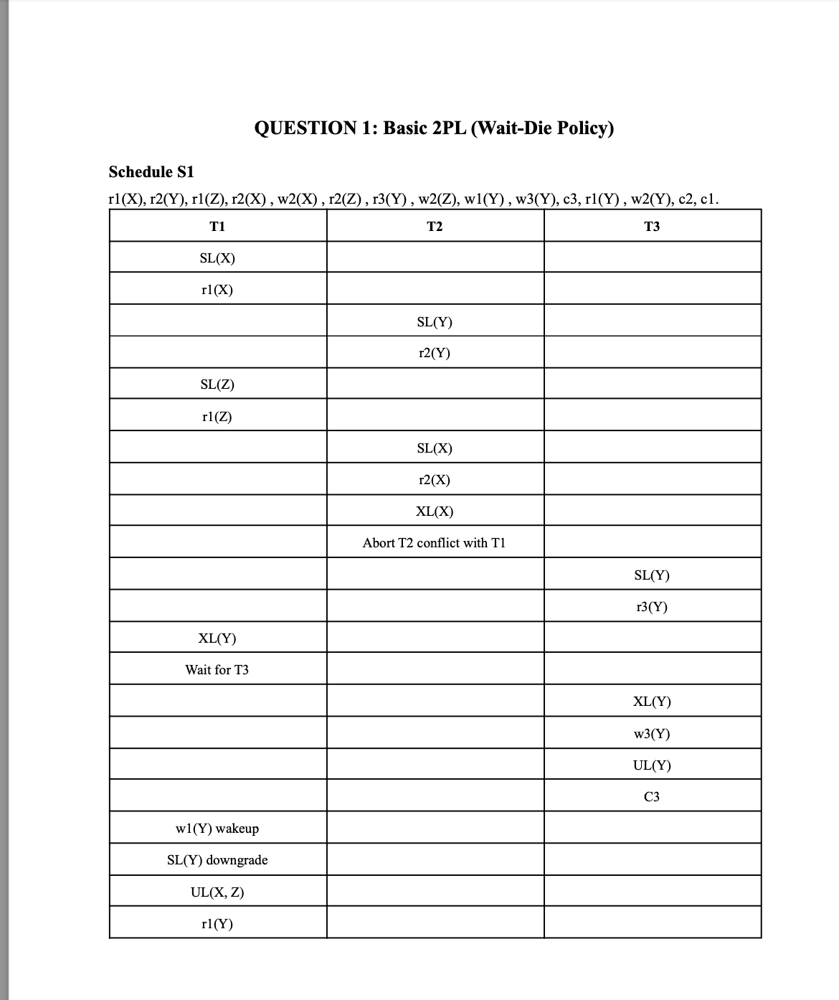 QUESTION 1: Basic 2PL (Wait-Die Policy)
Schedule S1
r1(X), r2(Y), r1(Z), r2(X) , w2(X) , r2(Z) , r3(Y) , w2(Z), w1(Y) , w3(Y), c3, r1(Y) , w2(Y), c2, c1.
T1 T2 T3
SL(X)
r1(X)
SL(Y)
r2(Y)
SL(Z)
r1(Z)
SL(X)
r2(X)
XL(X)
Abort T2 conflict with T1
SL(Y)
r3(Y)
XL(Y)
Wait for T3
XL(Y)
w3(Y)
UL(Y)
C3
w1(Y) wakeup
SL(Y) downgrade
UL(X, Z)
r1(Y)